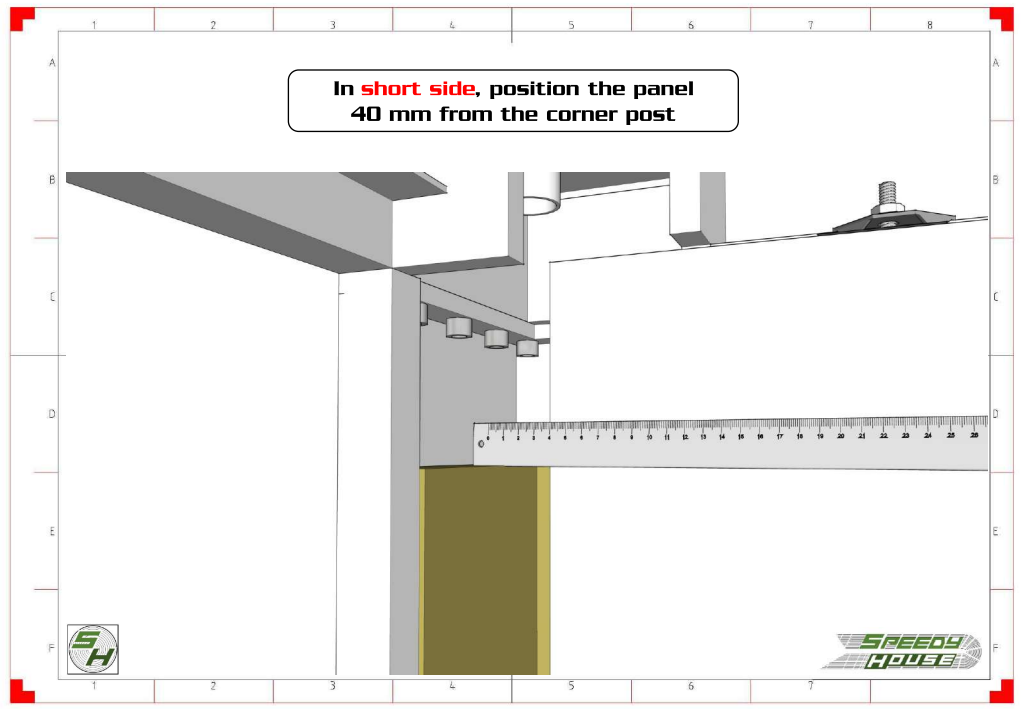 1 2 3 4 5 6 7 8
A A
In short side, position the panel
40 mm from the corner post
B B
C C
D D
0 1 2 3 4 5 6 7 8 9 10 11 12 13 14 15 16 17 18 19 20 21 22 23 24 25 26
E E
SH
SPEEDY
HOUSE
F F
1 2 3 4 5 6 7